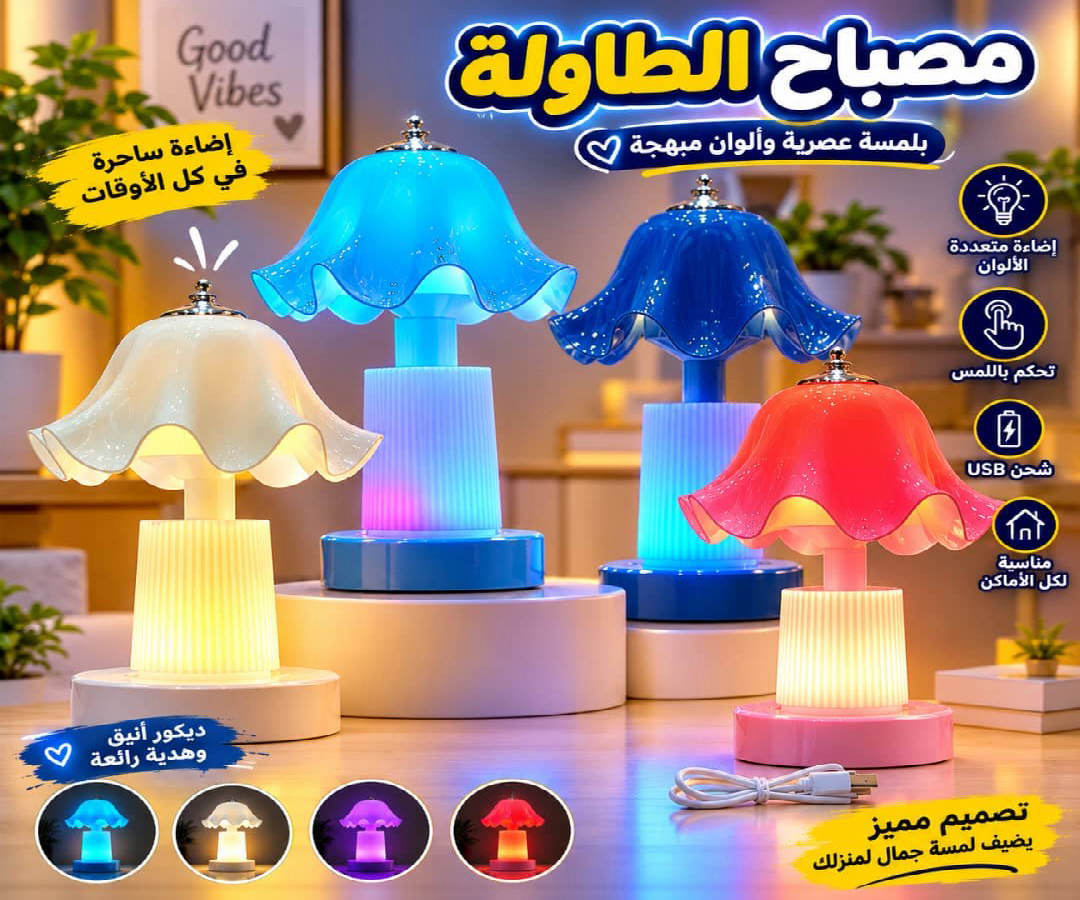 Good
Vibes
مصباح الطاولة
بلمسة عصرية وألوان مبهجة
إضاءة ساحرة
في كل الأوقات
إضاءة متعددة
الألوان
تحكم باللمس
شحن USB
مناسبة
لكل الأماكن
ديكور أنيق
وهدية رائعة
تصميم مميز
يضيف لمسة جمال لمنزلك